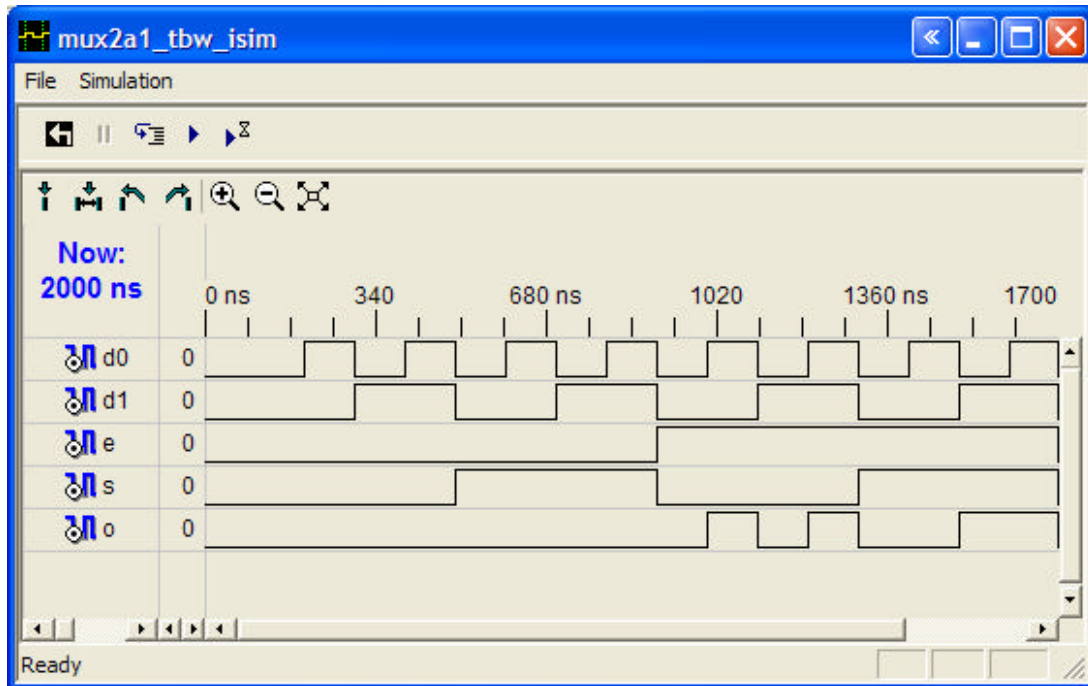 mux2a1_tbw_isim
File Simulation
Now:
2000 ns
0 ns 340 680 ns 1020 1360 ns 1700
d0 0
d1 0
e 0
s 0
o 0
Ready